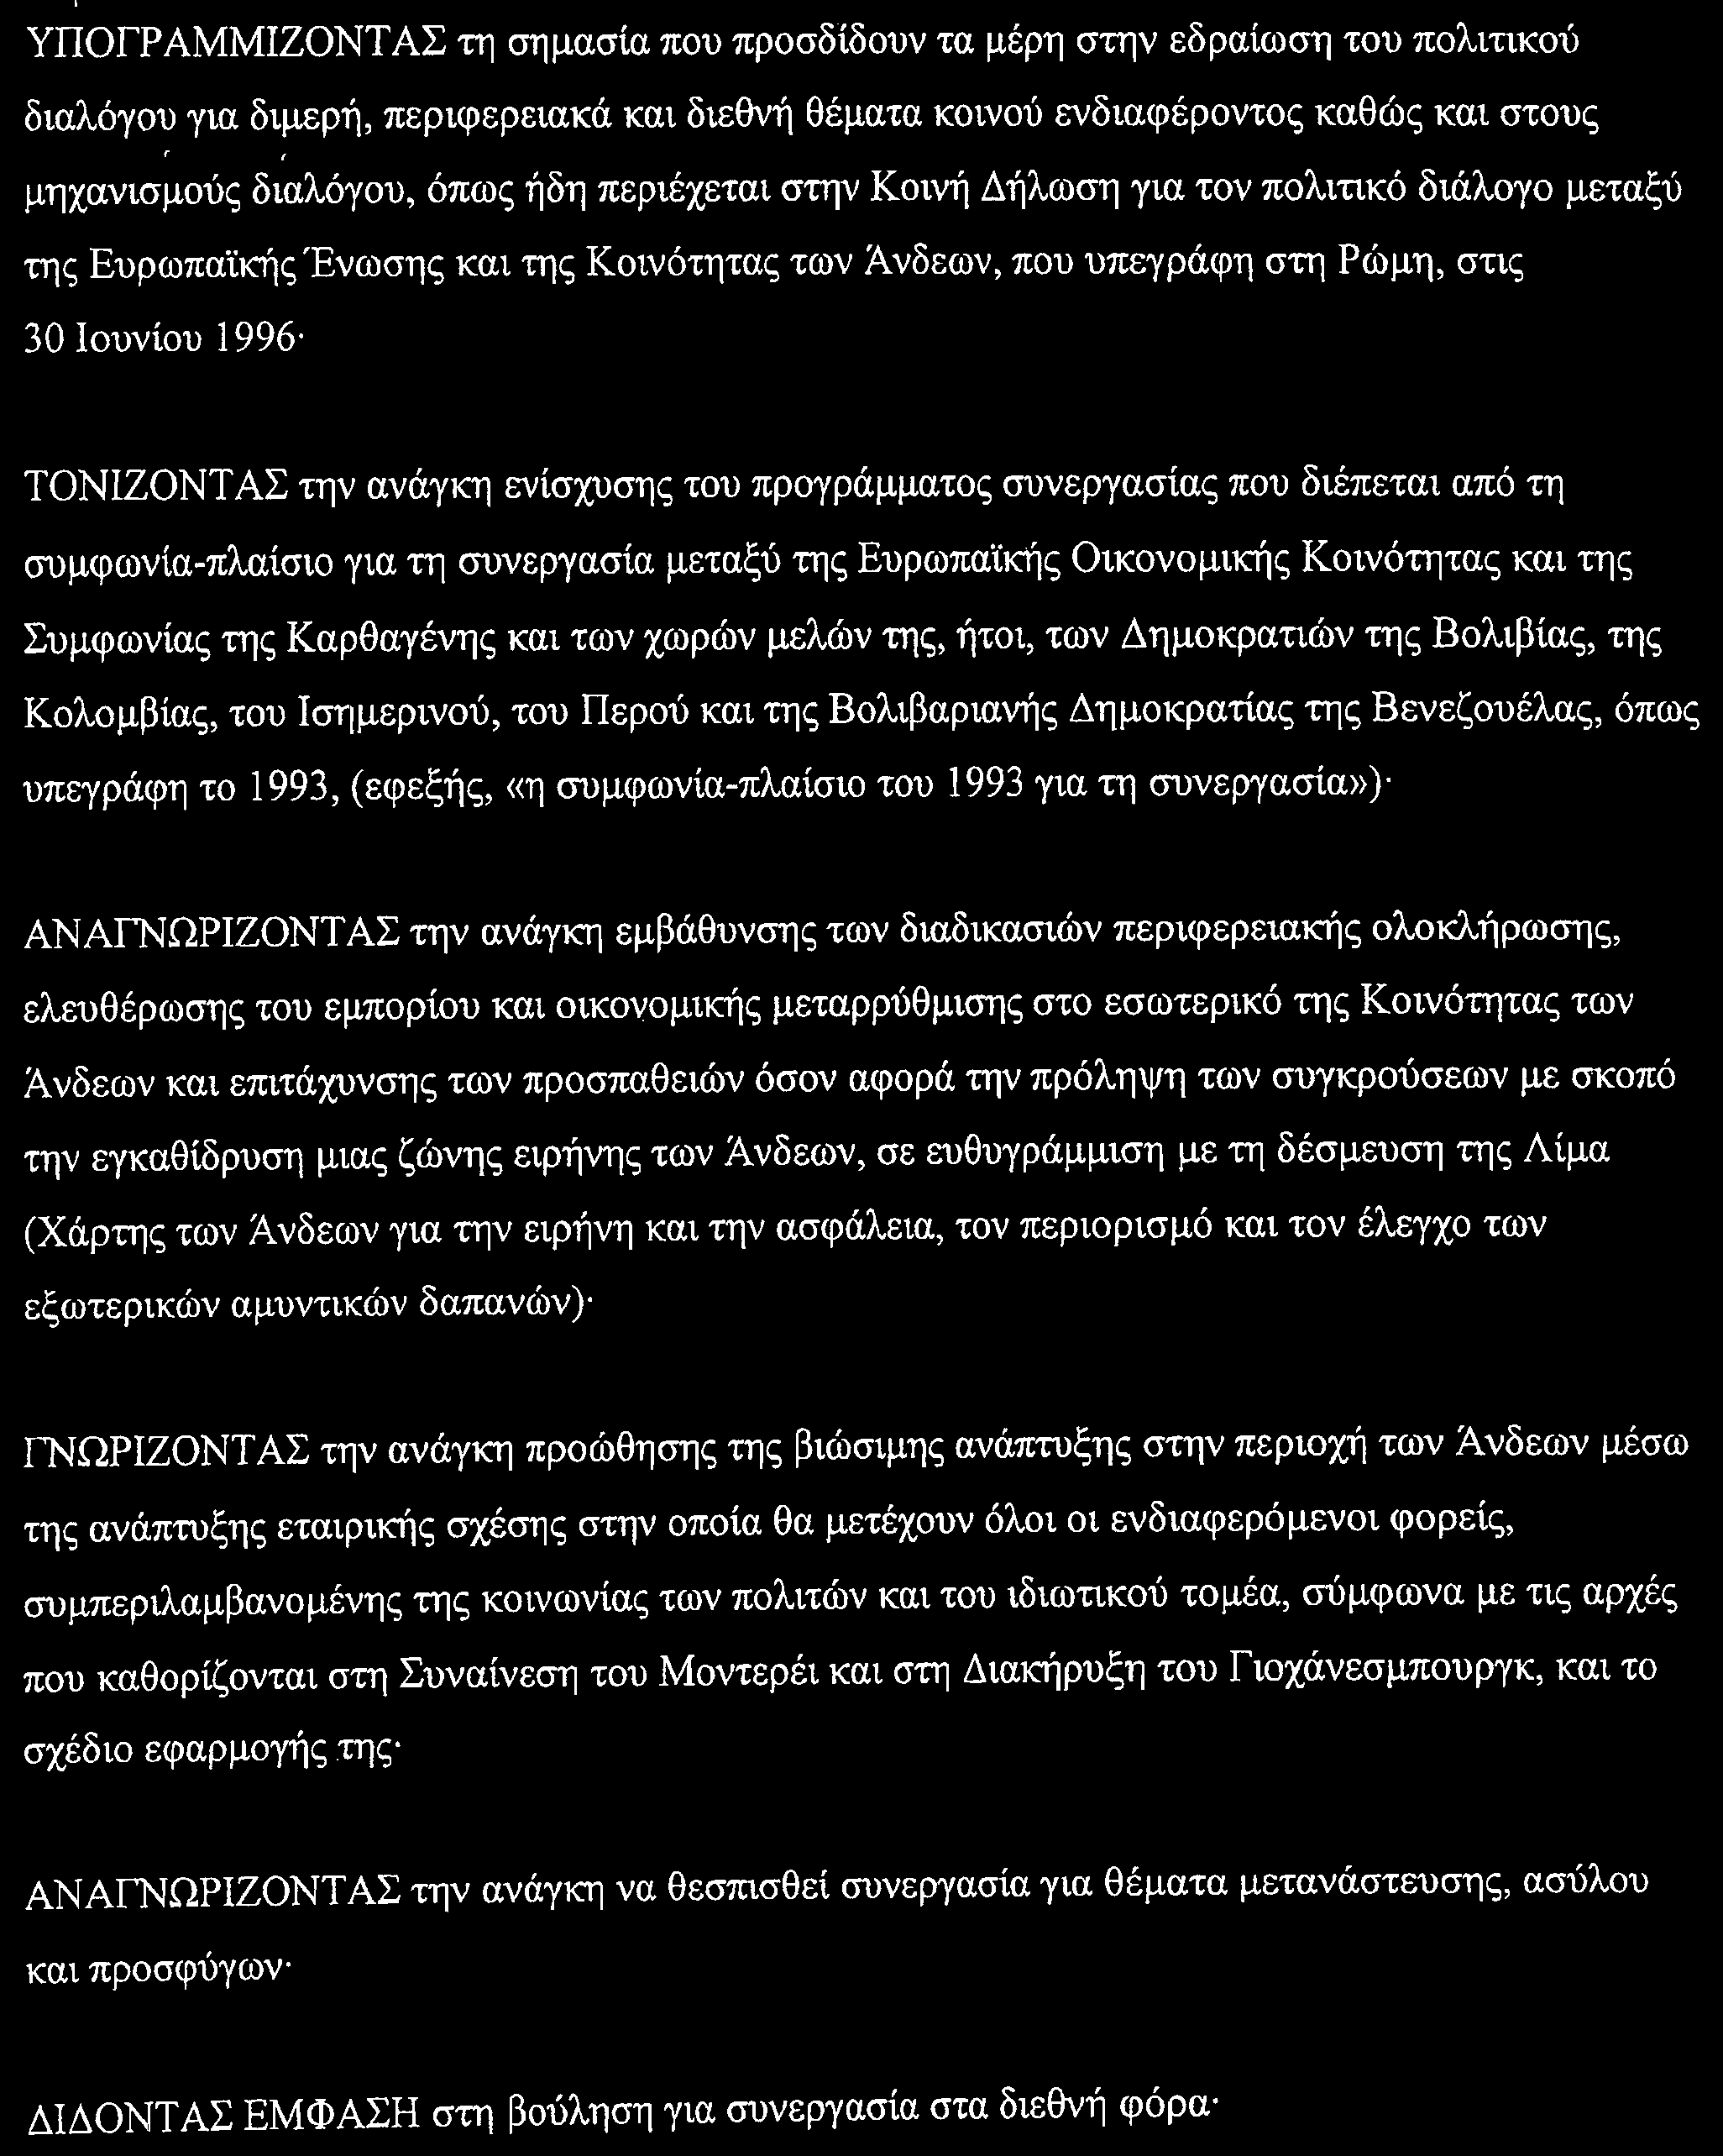 ΥΠΟΓΡΑΜΜΙΖΟΝΤΑΣ τη σημασία που προσδίδουν τα μέρη στην εδραίωση του πολιτικού
διαλόγου για διμερή, περιφερειακά και διεθνή θέματα κοινού ενδιαφέροντος καθώς και στους
μηχανισμούς διαλόγου, όπως ήδη περιέχεται στην Κοινή Δήλωση για τον πολιτικό διάλογο μεταξύ
της Ευρωπαϊκής Ένωσης και της Κοινότητας των Άνδεων, που υπεγράφη στη Ρώμη, στις
30 Ιουνίου 1996·
ΤΟΝΙΖΟΝΤΑΣ την ανάγκη ενίσχυσης του προγράμματος συνεργασίας που διέπεται από τη
συμφωνία-πλαίσιο για τη συνεργασία μεταξύ της Ευρωπαϊκής Οικονομικής Κοινότητας και της
Συμφωνίας της Καρθαγένης και των χωρών μελών της, ήτοι, των Δημοκρατιών της Βολιβίας, της
Κολομβίας, του Ισημερινού, του Περού και της Βολιβαριανής Δημοκρατίας της Βενεζουέλας, όπως
υπεγράφη το 1993, (εφεξής, «η συμφωνία-πλαίσιο του 1993 για τη συνεργασία»)·
ΑΝΑΓΝΩΡΙΖΟΝΤΑΣ την ανάγκη εμβάθυνσης των διαδικασιών περιφερειακής ολοκλήρωσης,
ελευθέρωσης του εμπορίου και οικονομικής μεταρρύθμισης στο εσωτερικό της Κοινότητας των
Άνδεων και επιτάχυνσης των προσπαθειών όσον αφορά την πρόληψη των συγκρούσεων με σκοπό
την εγκαθίδρυση μιας ζώνης ειρήνης των Άνδεων, σε ευθυγράμμιση με τη δέσμευση της Λίμα
(Χάρτης των Άνδεων για την ειρήνη και την ασφάλεια, τον περιορισμό και τον έλεγχο των
εξωτερικών αμυντικών δαπανών)·
ΓΝΩΡΙΖΟΝΤΑΣ την ανάγκη προώθησης της βιώσιμης ανάπτυξης στην περιοχή των Άνδεων μέσω
της ανάπτυξης εταιρικής σχέσης στην οποία θα μετέχουν όλοι οι ενδιαφερόμενοι φορείς,
συμπεριλαμβανομένης της κοινωνίας των πολιτών και του ιδιωτικού τομέα, σύμφωνα με τις αρχές
που καθορίζονται στη Συναίνεση του Μοντερέι και στη Διακήρυξη του Γιοχάνεσμπουργκ, και το
σχέδιο εφαρμογής της·
ΑΝΑΓΝΩΡΙΖΟΝΤΑΣ την ανάγκη να θεσπισθεί συνεργασία για θέματα μετανάστευσης, ασύλου
και προσφύγων·
ΔΙΔΟΝΤΑΣ ΕΜΦΑΣΗ στη βούληση για συνεργασία στα διεθνή φόρα·